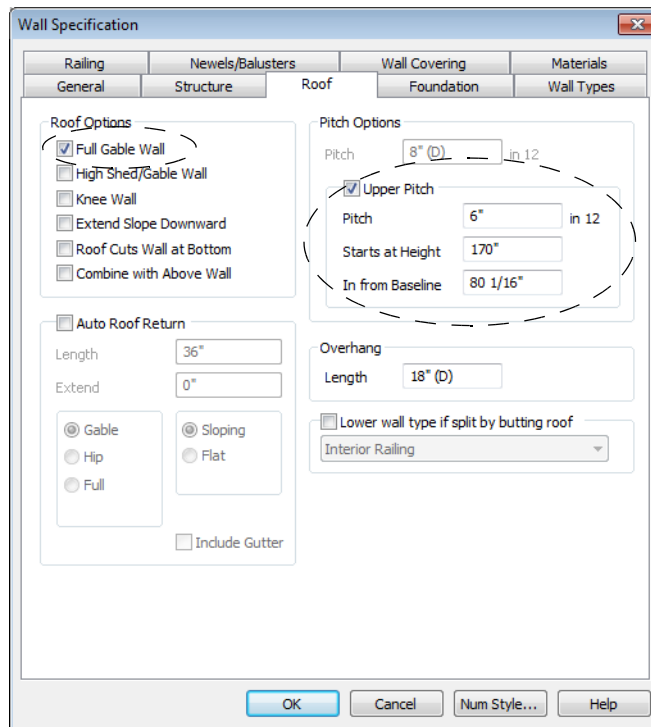 Wall Specification
Railing
Newels/Balusters
Wall Covering
Materials
General
Structure
Roof
Foundation
Wall Types
Roof Options
Full Gable Wall
High Shed/Gable Wall
Knee Wall
Extend Slope Downward
Roof Cuts Wall at Bottom
Combine with Above Wall
Auto Roof Return
Length 36"
Extend 0"
Gable
Hip
Full
Sloping
Flat
Include Gutter
Pitch Options
Pitch 8" (D) in 12
Upper Pitch
Pitch 6" in 12
Starts at Height 170"
In from Baseline 80 1/16"
Overhang
Length 18" (D)
Lower wall type if split by butting roof
Interior Railing
OK
Cancel
Num Style...
Help